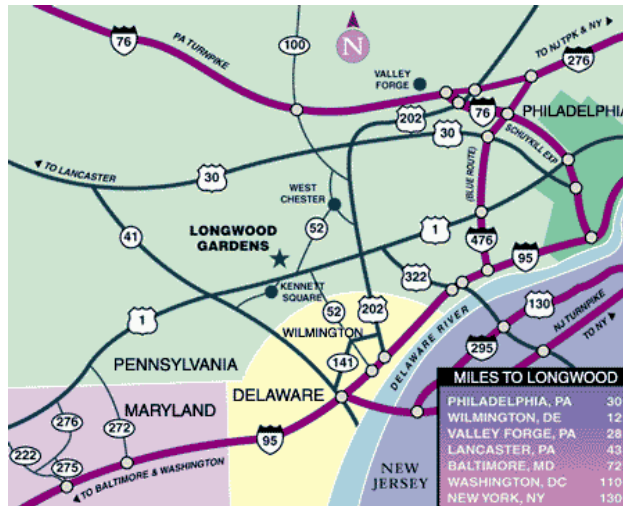 76
PA TURNPIKE
100
N
TO NJ TPK & NY
276
VALLEY
FORGE
202
76
PHILADELPHIA
30
SCHUYKILL EXP
TO LANCASTER
30
(BLUE ROUTE)
WEST
CHESTER
41
LONGWOOD
GARDENS
52
1
476
95
322
KENNETT
SQUARE
52
202
130
1
WILMINGTON
DELAWARE RIVER
NJ TURNPIKE
TO NY
141
295
PENNSYLVANIA
DELAWARE
MARYLAND
276
272
222
275
95
TO BALTIMORE & WASHINGTON
NEW
JERSEY
MILES TO LONGWOOD
PHILADELPHIA, PA 30
WILMINGTON, DE 12
VALLEY FORGE, PA 28
LANCASTER, PA 43
BALTIMORE, MD 72
WASHINGTON, DC 110
NEW YORK, NY 130